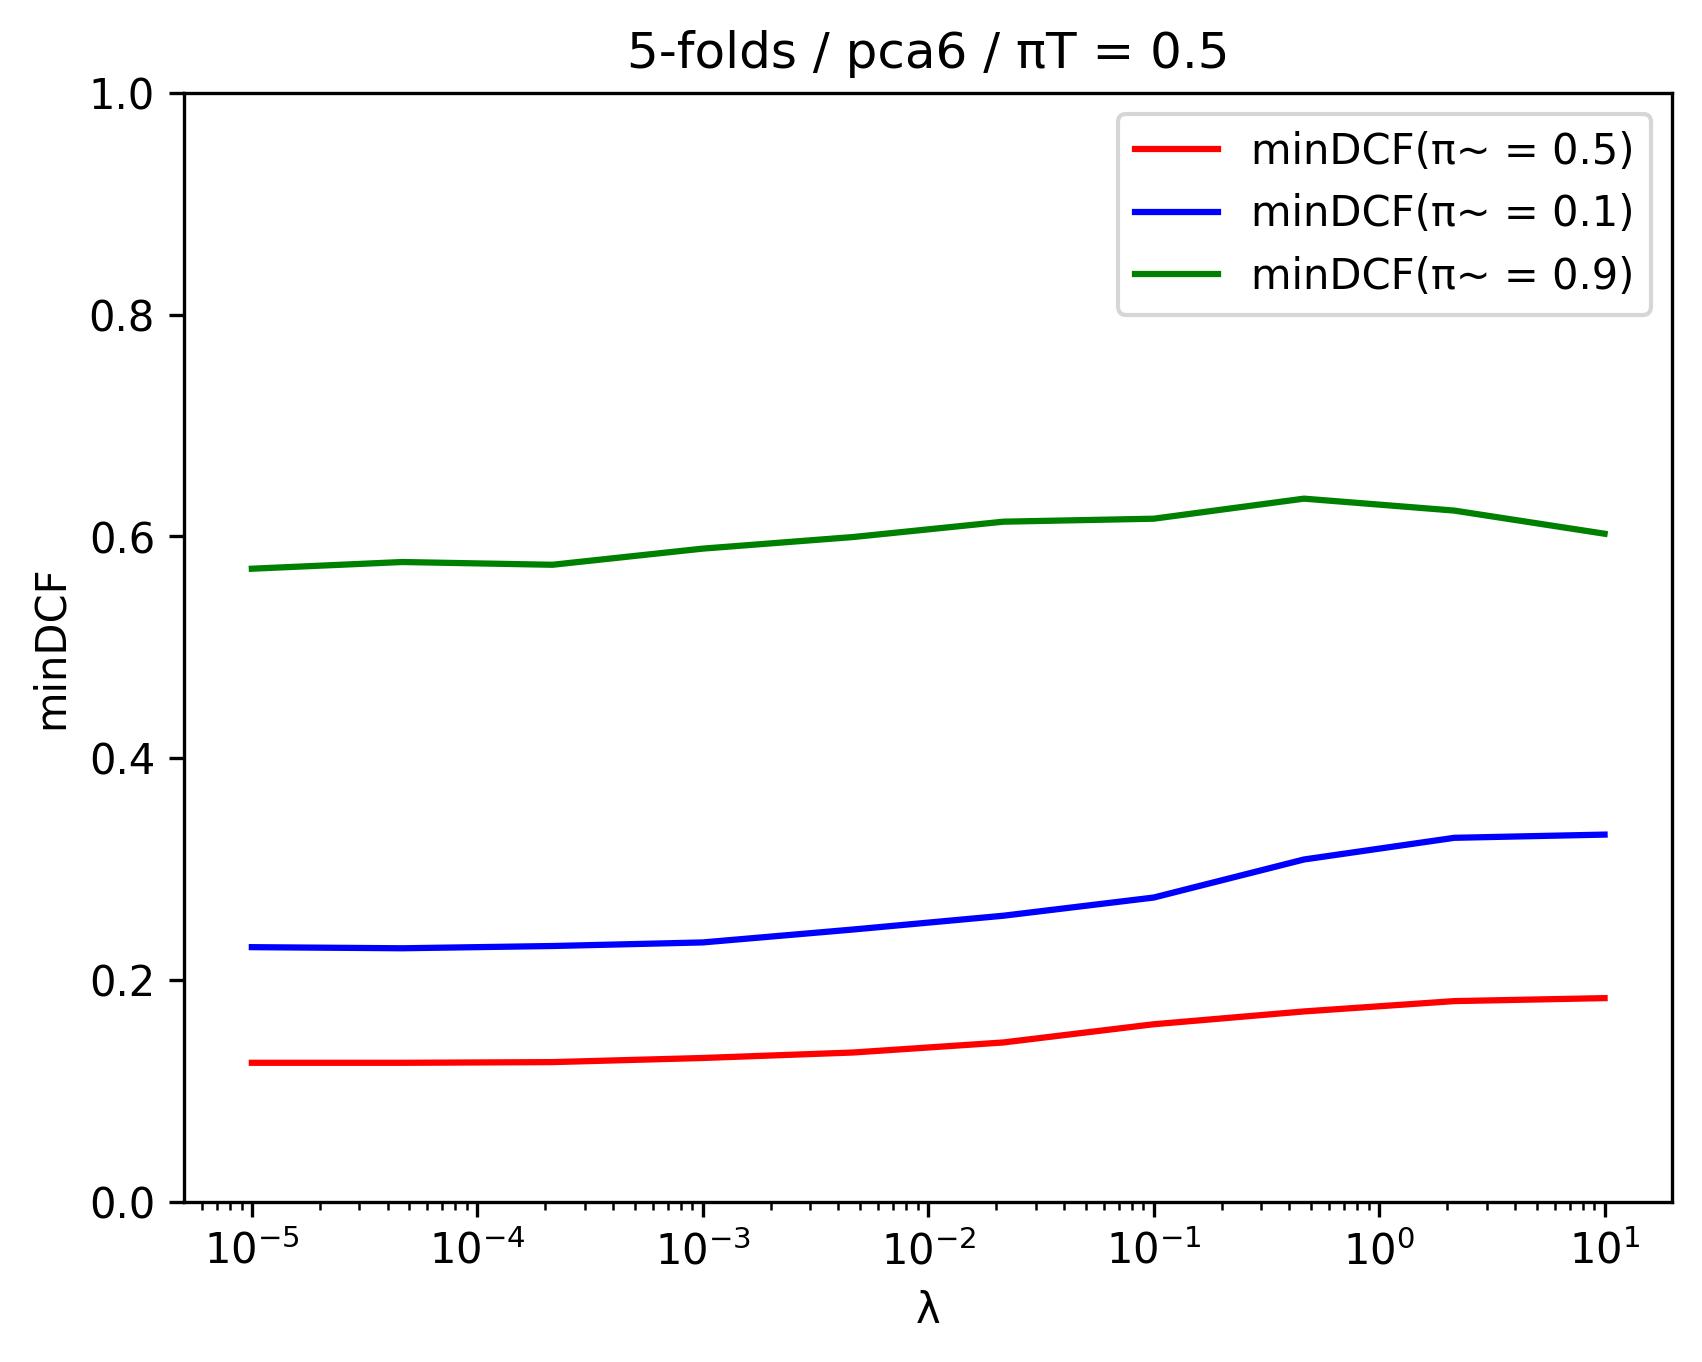 5-folds / pca6 / πT = 0.5
1.0
0.8
0.6
0.4
0.2
0.0
minDCF
minDCF(π~ = 0.5)
minDCF(π~ = 0.1)
minDCF(π~ = 0.9)
10⁻⁵ 10⁻⁴ 10⁻³ 10⁻² 10⁻¹ 10⁰ 10¹
λ